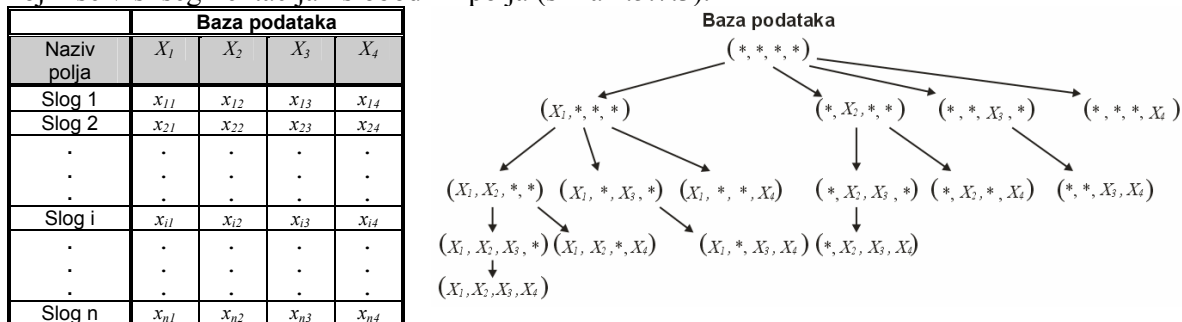 Baza podataka
Naziv polja X1 X2 X3 X4
Slog 1 x11 x12 x13 x14
Slog 2 x21 x22 x23 x24
. . . . .
. . . . .
. . . . .
Slog i xi1 xi2 xi3 xi4
. . . . .
. . . . .
. . . . .
Slog n xn1 xn2 xn3 xn4
Baza podataka
(*, *, *, *)
(X1, *, *, *) (*, X2, *, *) (*, *, X3, *) (*, *, *, X4)
(X1, X2, *, *) (X1, *, X3, *) (X1, *, *, X4) (*, X2, X3, *) (*, X2, *, X4) (*, *, X3, X4)
(X1, X2, X3, *) (X1, X2, *, X4) (X1, *, X3, X4) (*, X2, X3, X4)
(X1, X2, X3, X4)